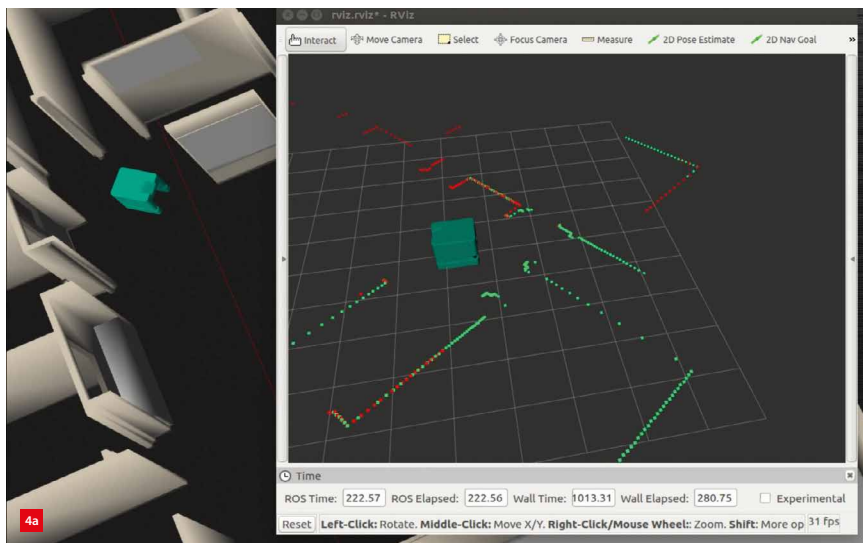 rviz.rviz* - RViz
Interact Move Camera Select Focus Camera Measure 2D Pose Estimate 2D Nav Goal »
Time
ROS Time: 222.57 ROS Elapsed: 222.56 Wall Time: 1013.31 Wall Elapsed: 280.75 Experimental
Reset Left-Click: Rotate. Middle-Click: Move X/Y. Right-Click/Mouse Wheel:: Zoom. Shift: More op 31 fps
4a